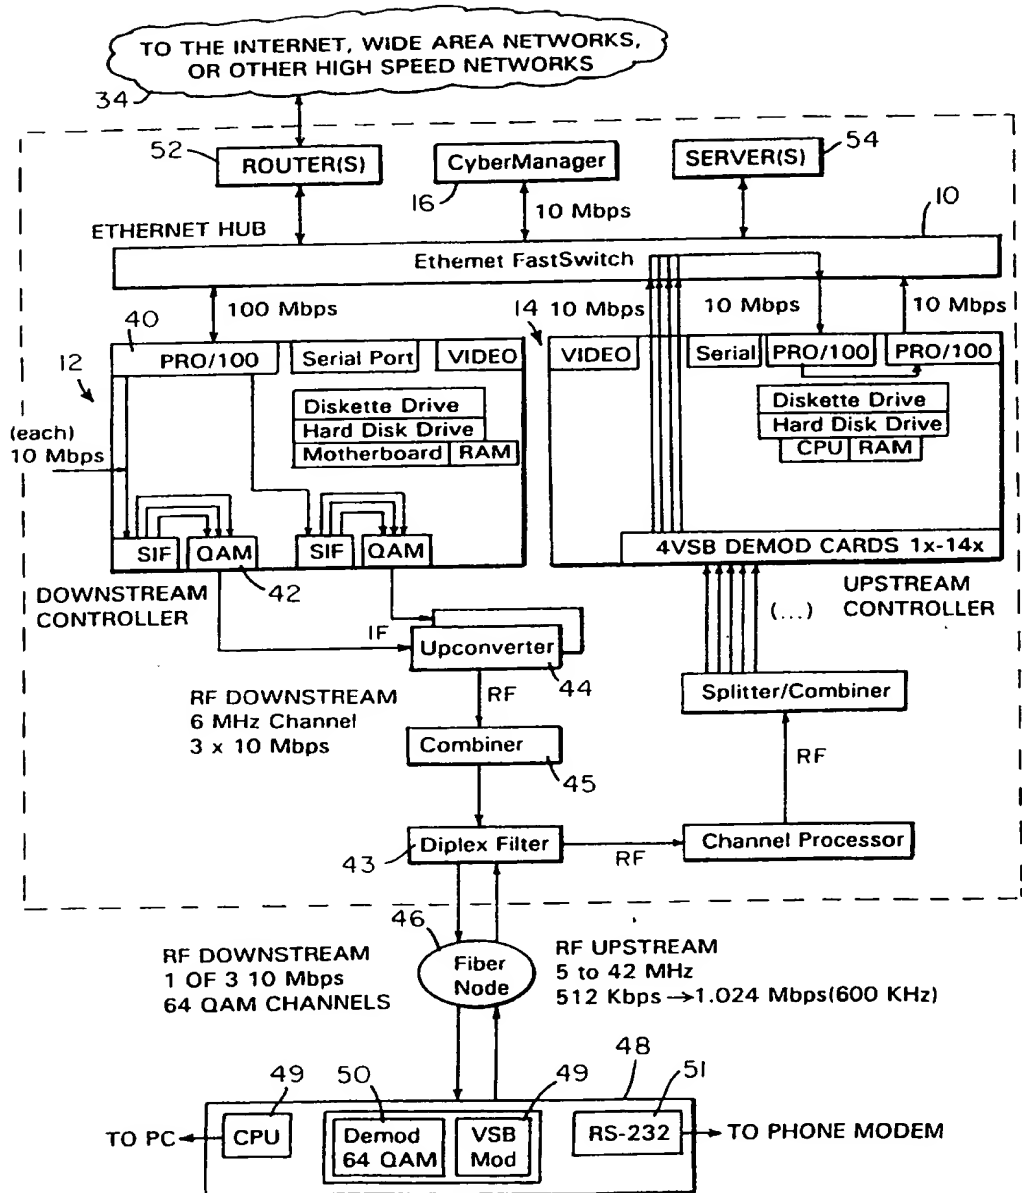 TO THE INTERNET, WIDE AREA NETWORKS,
OR OTHER HIGH SPEED NETWORKS
34
52
ROUTER(S)
CyberManager
16
SERVER(S)
54
10 Mbps
10
ETHERNET HUB
Ethernet FastSwitch
100 Mbps
10 Mbps
10 Mbps
10 Mbps
40
14
12
PRO/100
Serial Port
VIDEO
VIDEO
Serial
PRO/100
PRO/100
Diskette Drive
Hard Disk Drive
Motherboard
RAM
Diskette Drive
Hard Disk Drive
CPU
RAM
(each)
10 Mbps
SIF
QAM
SIF
QAM
4VSB DEMOD CARDS 1x-14x
DOWNSTREAM
CONTROLLER
42
(...)
UPSTREAM
CONTROLLER
IF
Upconverter
44
RF DOWNSTREAM
6 MHz Channel
3 x 10 Mbps
RF
Splitter/Combiner
Combiner
45
RF
Diplex Filter
43
RF
Channel Processor
46
Fiber
Node
RF DOWNSTREAM
1 OF 3 10 Mbps
64 QAM CHANNELS
RF UPSTREAM
5 to 42 MHz
512 Kbps →1.024 Mbps(600 KHz)
49
50
49
48
51
TO PC
CPU
Demod
64 QAM
VSB
Mod
RS-232
TO PHONE MODEM